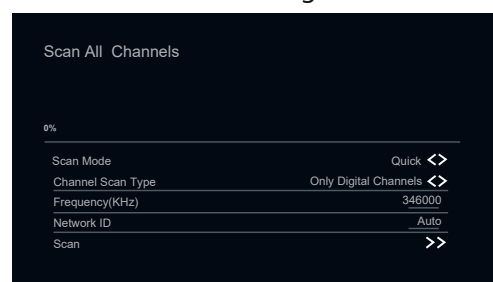 Scan All Channels
0%
Scan Mode Quick <>
Channel Scan Type Only Digital Channels <>
Frequency(KHz) 346000
Network ID Auto
Scan >>